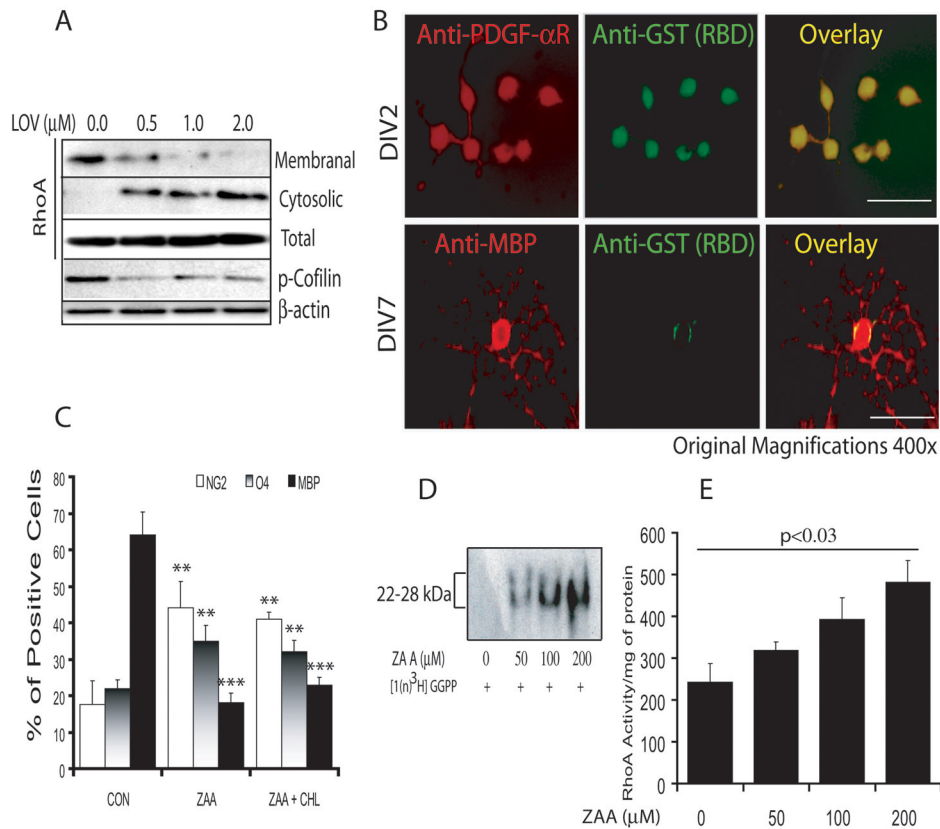 A
LOV (μM) 0.0 0.5 1.0 2.0
RhoA
Membranal
Cytosolic
Total
p-Cofilin
β-actin
B
Anti-PDGF-αR Anti-GST (RBD) Overlay
DIV2
Anti-MBP Anti-GST (RBD) Overlay
DIV7
Original Magnifications 400x
C
% of Positive Cells
80
70
60
50
40
30
20
10
0
NG2 O4 MBP
** ** ***
** ** ***
CON ZAA ZAA + CHL
D
22-28 kDa
ZA A (μM) 0 50 100 200
[1(n)3H] GGPP + + + +
E
RhoA Activity/mg of protein
600
500
400
300
200
100
0
p<0.03
ZAA (μM) 0 50 100 200